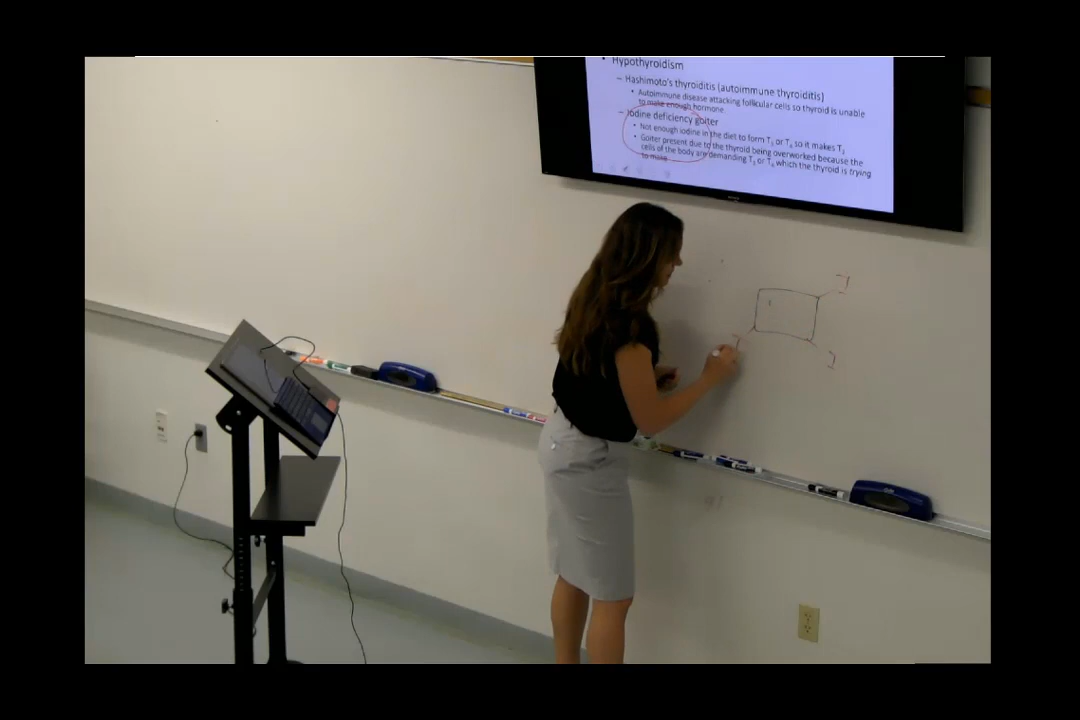 • Hypothyroidism
– Hashimoto's thyroiditis (autoimmune thyroiditis)
• Autoimmune disease attacking follicular cells so thyroid is unable
to make enough hormone.
– Iodine deficiency goiter
• Not enough iodine in the diet to form T3 or T4 so it makes T2
• Goiter present due to the thyroid being overworked because the
cells of the body are demanding T3 or T4 which the thyroid is trying
to make
I
I
I